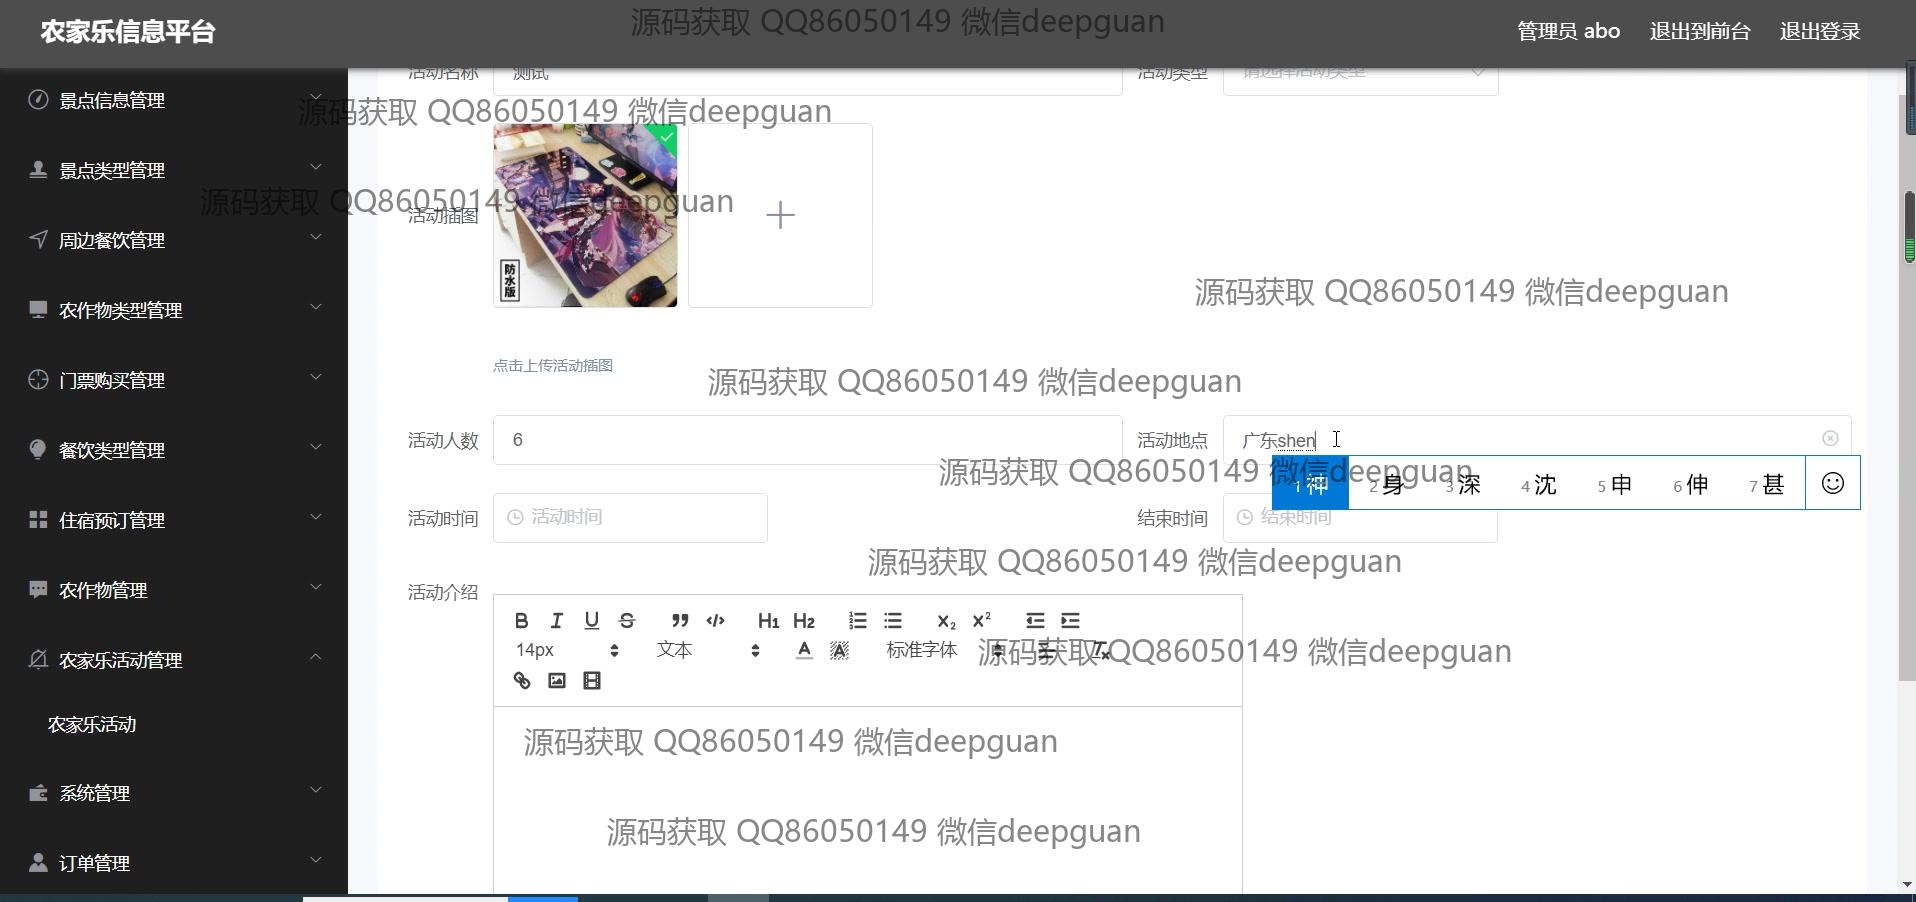 农家乐信息平台
管理员 abo
退出到前台
退出登录
源码获取 QQ86050149 微信deepguan
景点信息管理
景点类型管理
周边餐饮管理
农作物类型管理
门票购买管理
餐饮类型管理
住宿预订管理
农作物管理
农家乐活动管理
农家乐活动
系统管理
订单管理
活动名称
测试
活动类型
请选择活动类型
源码获取 QQ86050149 微信deepguan
源码获取 QQ86050149 微信deepguan
活动插图
防水版
源码获取 QQ86050149 微信deepguan
点击上传活动插图
源码获取 QQ86050149 微信deepguan
活动人数
6
活动地点
广东shen
源码获取 QQ86050149 微信deepguan
1 神 2 身 3 深 4 沈 5 申 6 伸 7 甚
活动时间
活动时间
结束时间
结束时间
源码获取 QQ86050149 微信deepguan
活动介绍
B I U S H1 H2 X2 X2
14px 文本 A A 标准字体 Tx
源码获取 QQ86050149 微信deepguan
源码获取 QQ86050149 微信deepguan
源码获取 QQ86050149 微信deepguan